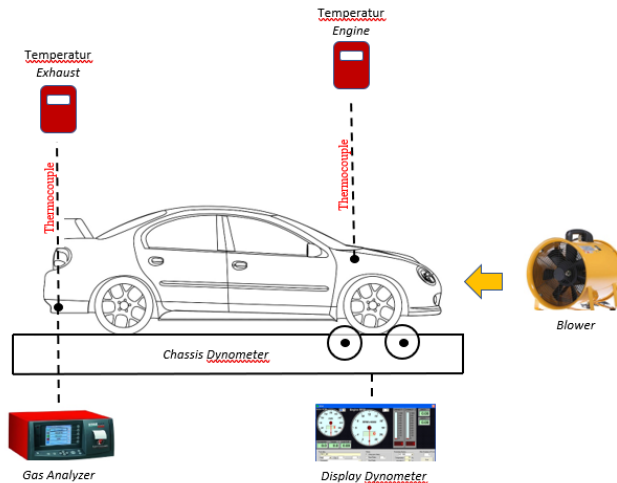 Temperatur
Engine
Temperatur
Exhaust
Thermocouple
Thermocouple
Blower
Chassis Dynometer
Gas Analyzer
Display Dynometer